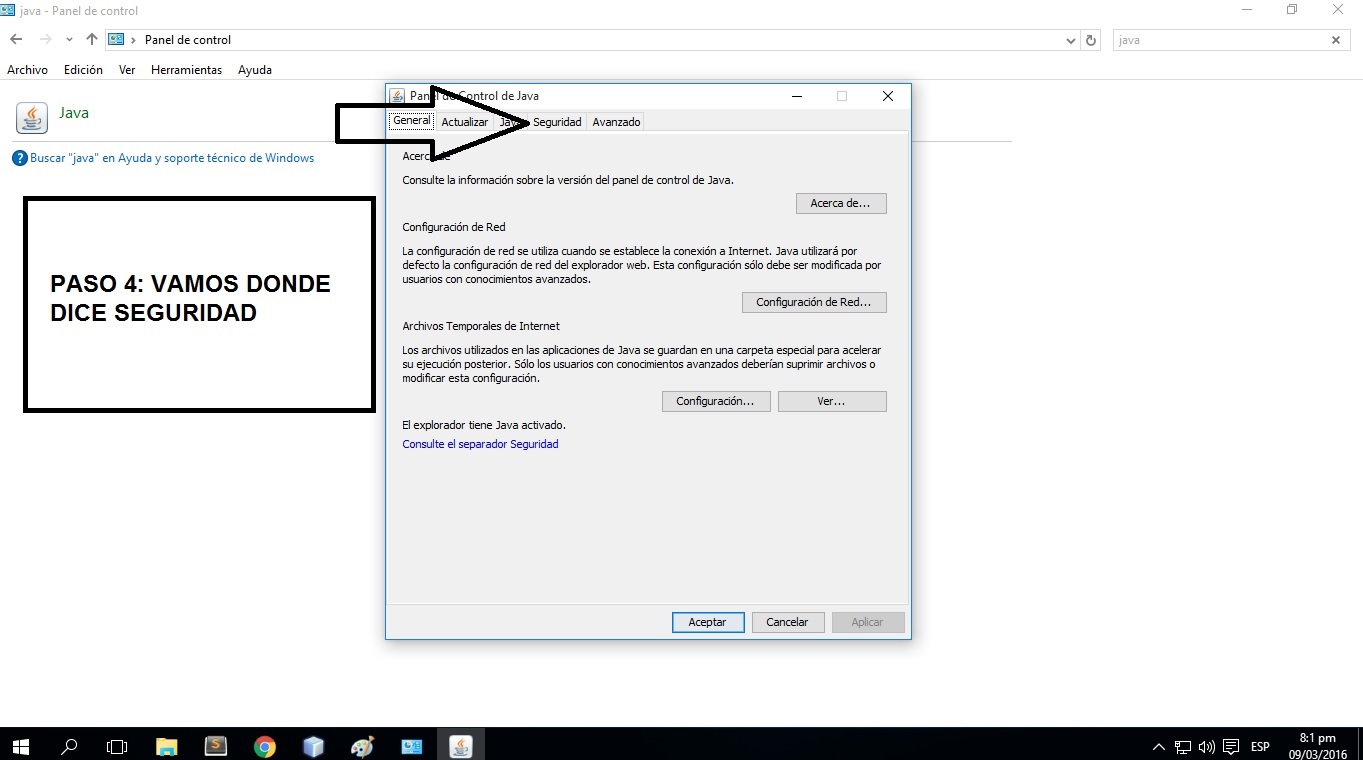 java - Panel de control
Panel de control
java
Archivo Edición Ver Herramientas Ayuda
Java
Buscar "java" en Ayuda y soporte técnico de Windows
PASO 4: VAMOS DONDE
DICE SEGURIDAD
Panel de Control de Java
General Actualizar Java Seguridad Avanzado
Acerca de
Consulte la información sobre la versión del panel de control de Java.
Acerca de...
Configuración de Red
La configuración de red se utiliza cuando se establece la conexión a Internet. Java utilizará por
defecto la configuración de red del explorador web. Esta configuración sólo debe ser modificada por
usuarios con conocimientos avanzados.
Configuración de Red...
Archivos Temporales de Internet
Los archivos utilizados en las aplicaciones de Java se guardan en una carpeta especial para acelerar
su ejecución posterior. Sólo los usuarios con conocimientos avanzados deberían suprimir archivos o
modificar esta configuración.
Configuración... Ver...
El explorador tiene Java activado.
Consulte el separador Seguridad
Aceptar Cancelar Aplicar
ESP
8:1 pm
09/03/2016